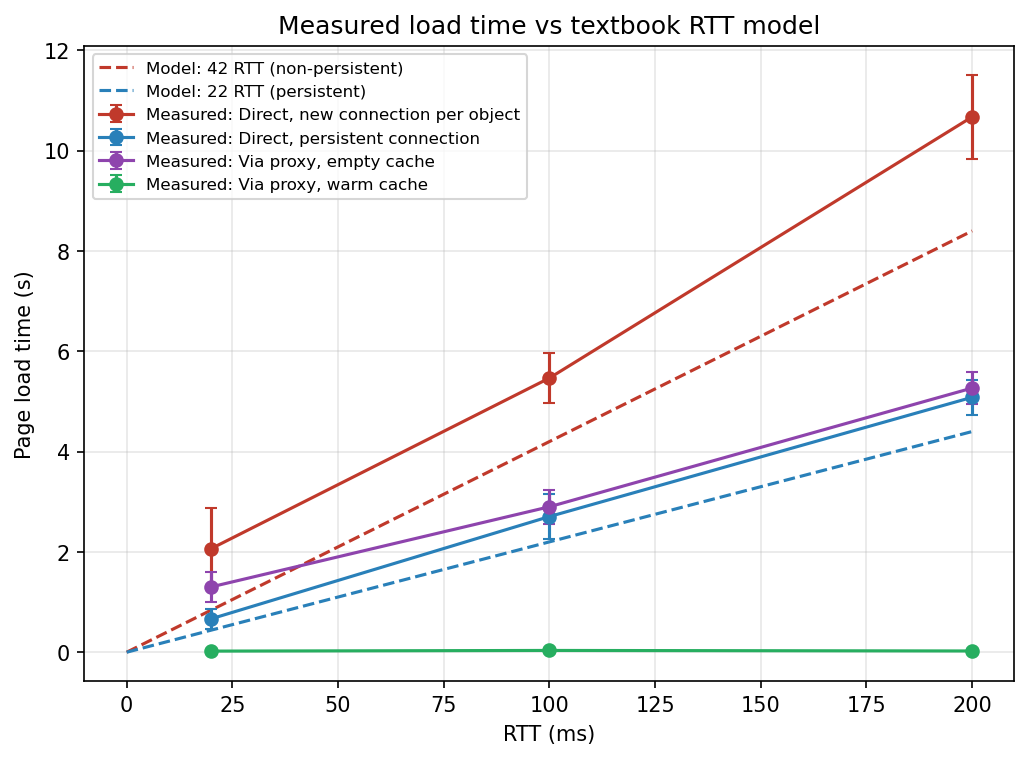 Measured load time vs textbook RTT model
Model: 42 RTT (non-persistent)
Model: 22 RTT (persistent)
Measured: Direct, new connection per object
Measured: Direct, persistent connection
Measured: Via proxy, empty cache
Measured: Via proxy, warm cache
Page load time (s)
12
10
8
6
4
2
0
0 25 50 75 100 125 150 175 200
RTT (ms)